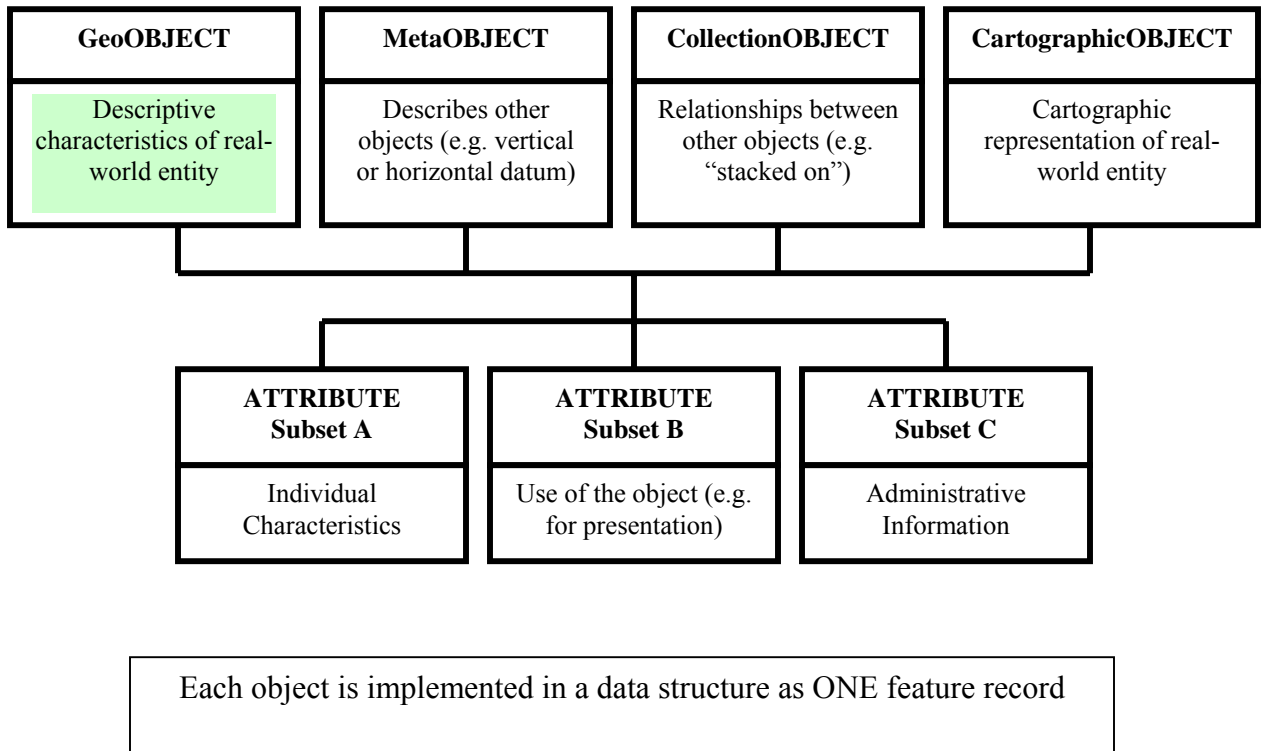 GeoOBJECT
Descriptive
characteristics of real-
world entity
MetaOBJECT
Describes other
objects (e.g. vertical
or horizontal datum)
CollectionOBJECT
Relationships between
other objects (e.g.
“stacked on”)
CartographicOBJECT
Cartographic
representation of real-
world entity
ATTRIBUTE
Subset A
Individual
Characteristics
ATTRIBUTE
Subset B
Use of the object (e.g.
for presentation)
ATTRIBUTE
Subset C
Administrative
Information
Each object is implemented in a data structure as ONE feature record